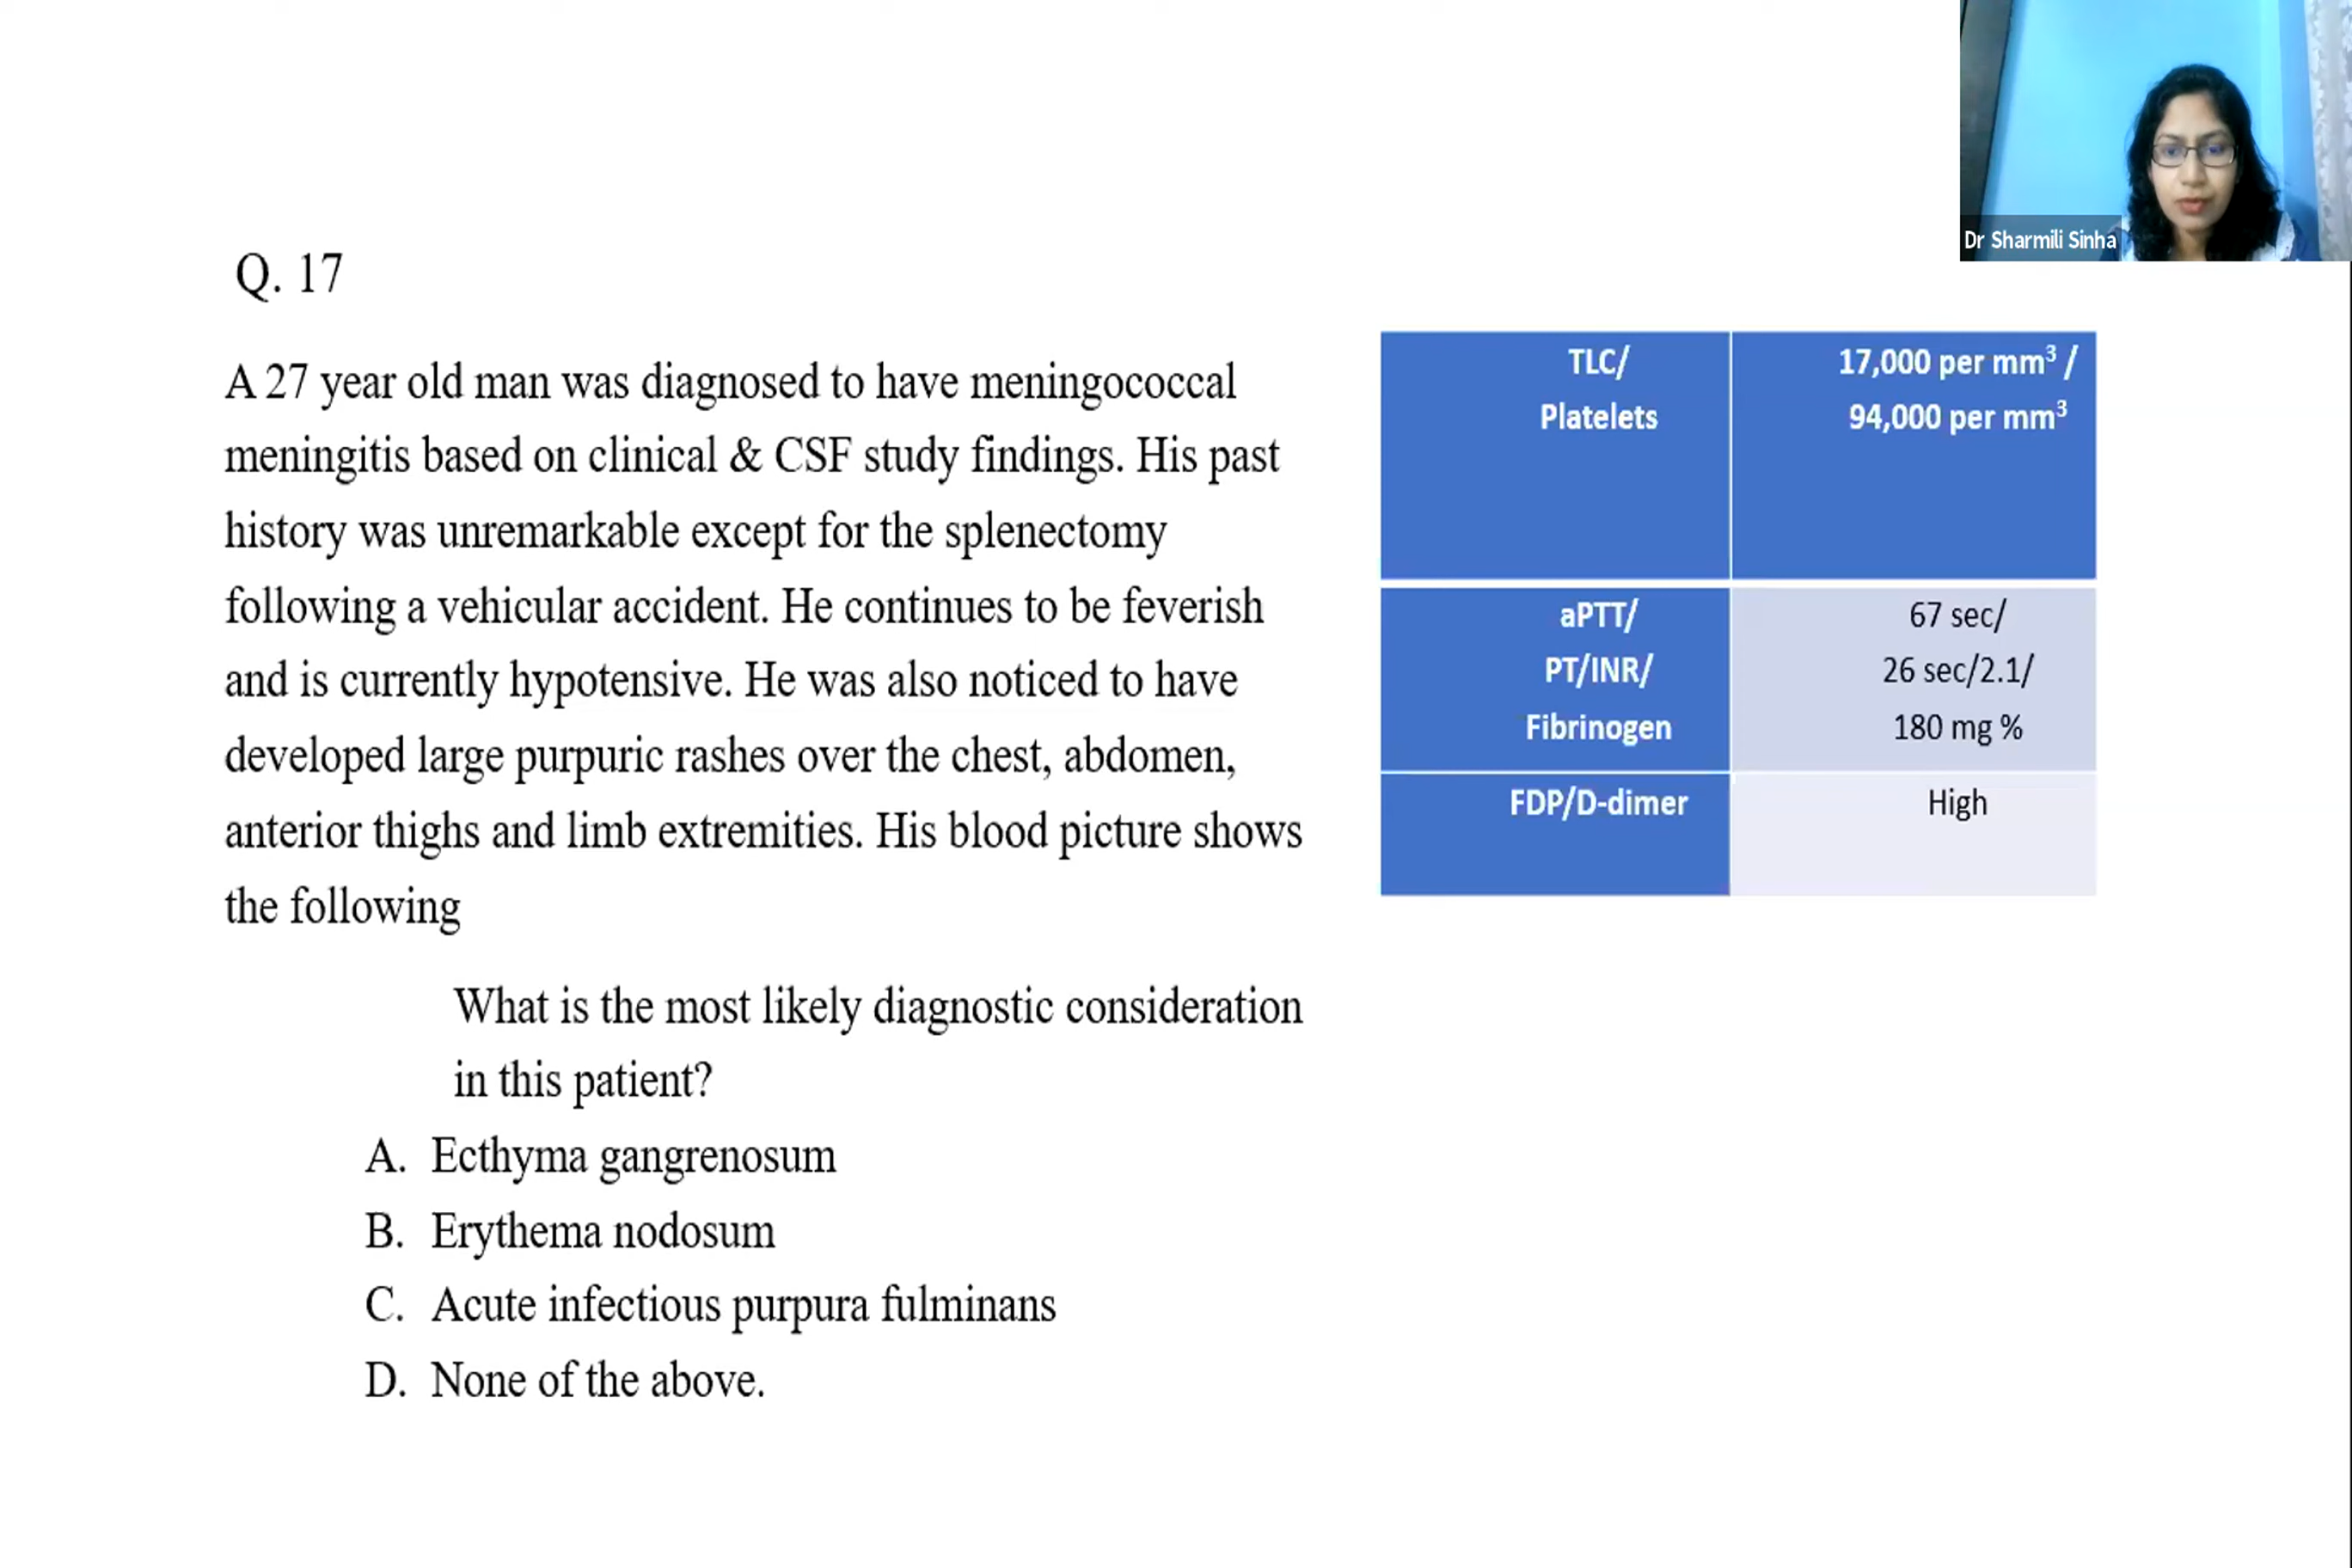 Dr Sharmili Sinha
Q. 17
A 27 year old man was diagnosed to have meningococcal
meningitis based on clinical & CSF study findings. His past
history was unremarkable except for the splenectomy
following a vehicular accident. He continues to be feverish
and is currently hypotensive. He was also noticed to have
developed large purpuric rashes over the chest, abdomen,
anterior thighs and limb extremities. His blood picture shows
the following
What is the most likely diagnostic consideration
in this patient?
A. Ecthyma gangrenosum
B. Erythema nodosum
C. Acute infectious purpura fulminans
D. None of the above.
TLC/ 17,000 per mm³ /
Platelets 94,000 per mm³
aPTT/ 67 sec/
PT/INR/ 26 sec/2.1/
Fibrinogen 180 mg %
FDP/D-dimer High